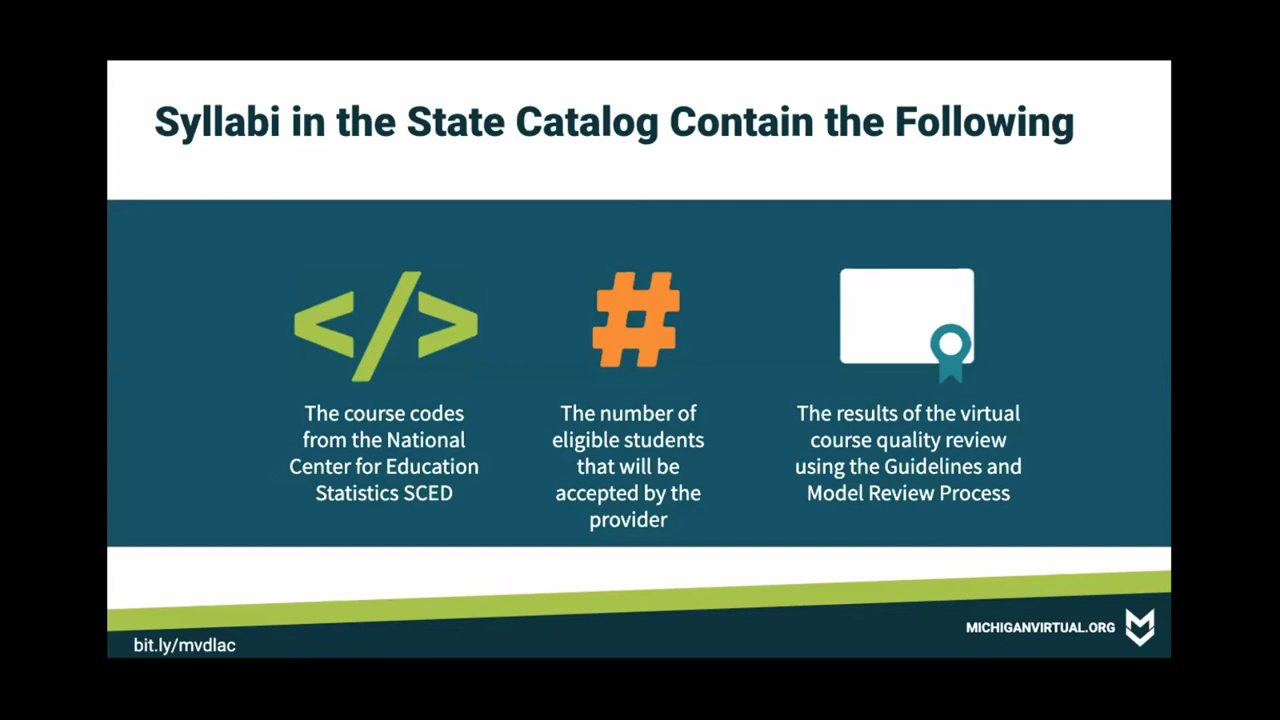 Syllabi in the State Catalog Contain the Following
The course codes
from the National
Center for Education
Statistics SCED
The number of
eligible students
that will be
accepted by the
provider
The results of the virtual
course quality review
using the Guidelines and
Model Review Process
bit.ly/mvdlac
MICHIGANVIRTUAL.ORG